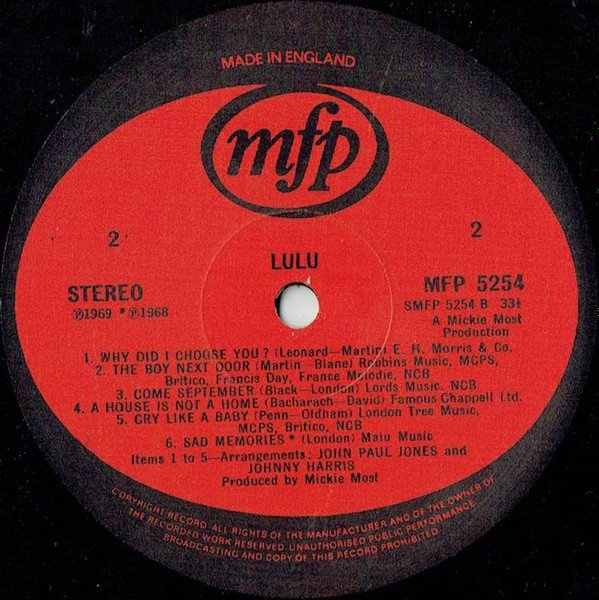 MADE IN ENGLAND
mfp
2
2
LULU
STEREO
℗1969 *℗1968
MFP 5254
SMFP 5254 B 33⅓
A Mickie Most
Production
1. WHY DID I CHOOSE YOU? (Leonard—Martin) E. H. Morris & Co.
2. THE BOY NEXT DOOR (Martin—Blane) Robbins Music, MCPS,
Britico, Francis Day, France Melodie, NCB
3. COME SEPTEMBER (Black—London) Lords Music, NCB
4. A HOUSE IS NOT A HOME (Bacharach—David) Famous Chappell Ltd.
5. CRY LIKE A BABY (Penn—Oldham) London Tree Music,
MCPS, Britico, NCB
6. SAD MEMORIES * (London) Malu Music
Items 1 to 5—Arrangements: JOHN PAUL JONES and
JOHNNY HARRIS
Produced by Mickie Most
COPYRIGHT RECORD. ALL RIGHTS OF THE MANUFACTURER AND OF THE OWNER OF
THE RECORDED WORK RESERVED. UNAUTHORISED PUBLIC PERFORMANCE
BROADCASTING AND COPY OF THIS RECORD PROHIBITED.